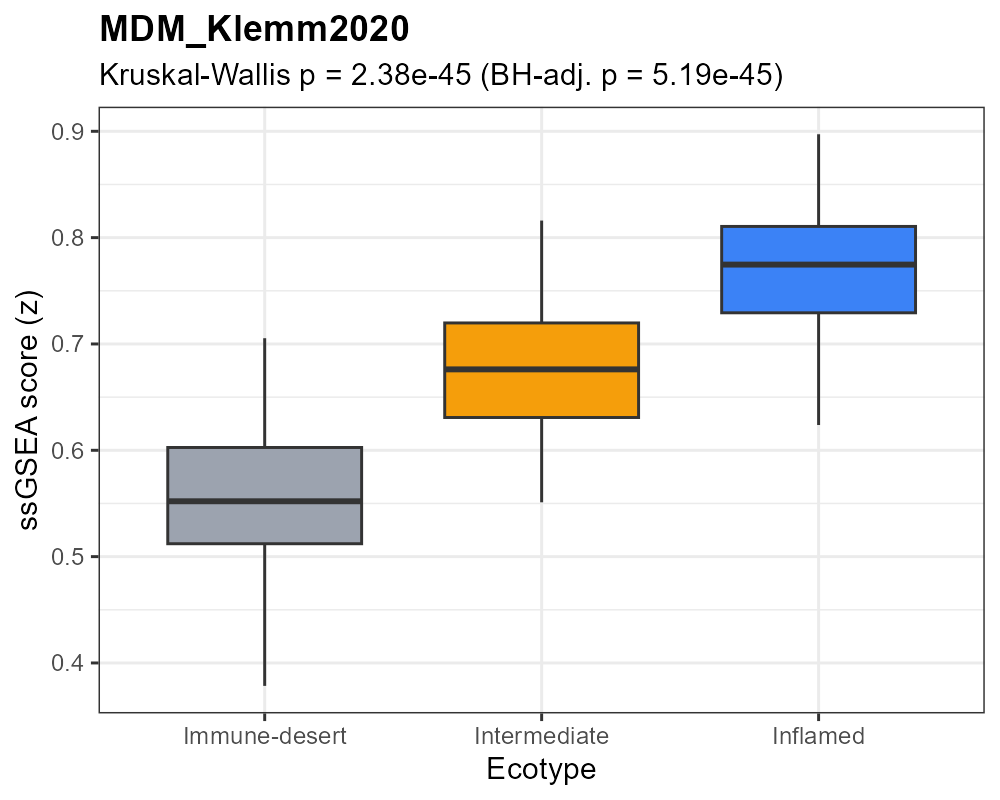 MDM_Klemm2020
Kruskal-Wallis p = 2.38e-45 (BH-adj. p = 5.19e-45)
ssGSEA score (z)
0.9
0.8
0.7
0.6
0.5
0.4
Immune-desert
Intermediate
Inflamed
Ecotype